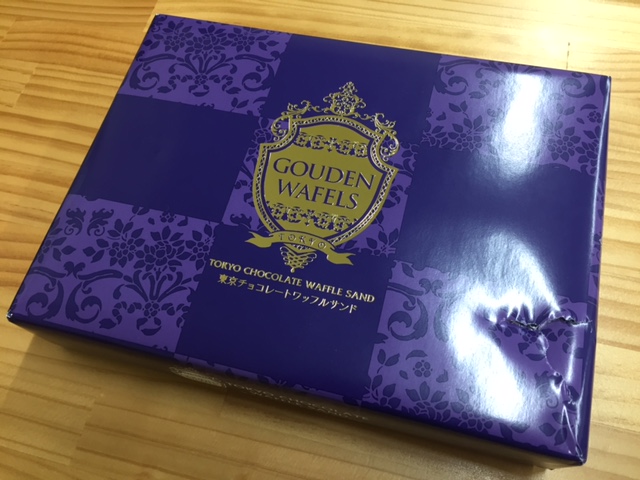 GOUDEN
WAFELS
TOKYO
TOKYO CHOCOLATE WAFFLE SAND
東京チョコレートワッフルサンド